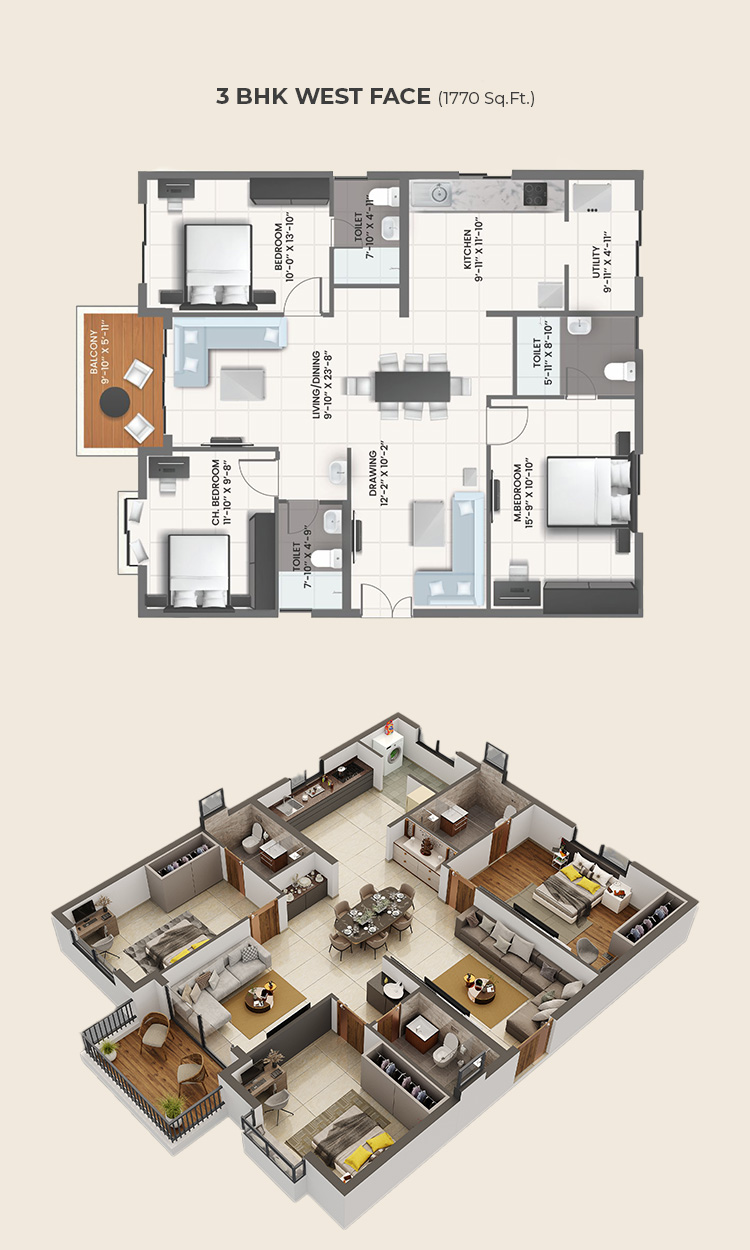 3 BHK WEST FACE (1770 Sq.Ft.)
BEDROOM
10'-0" X 13'-10"
TOILET
7'-10" X 4'-11"
KITCHEN
9'-11" X 11'-10"
UTILITY
9'-11" X 4'-11"
BALCONY
9'-10" X 5'-11"
LIVING/DINING
9'-10" X 23'-8"
TOILET
5'-11" X 8'-10"
CH. BEDROOM
11'-10" X 9'-8"
DRAWING
12'-2" X 10'-2"
M.BEDROOM
15'-9" X 10'-10"
TOILET
7'-10" X 4'-9"